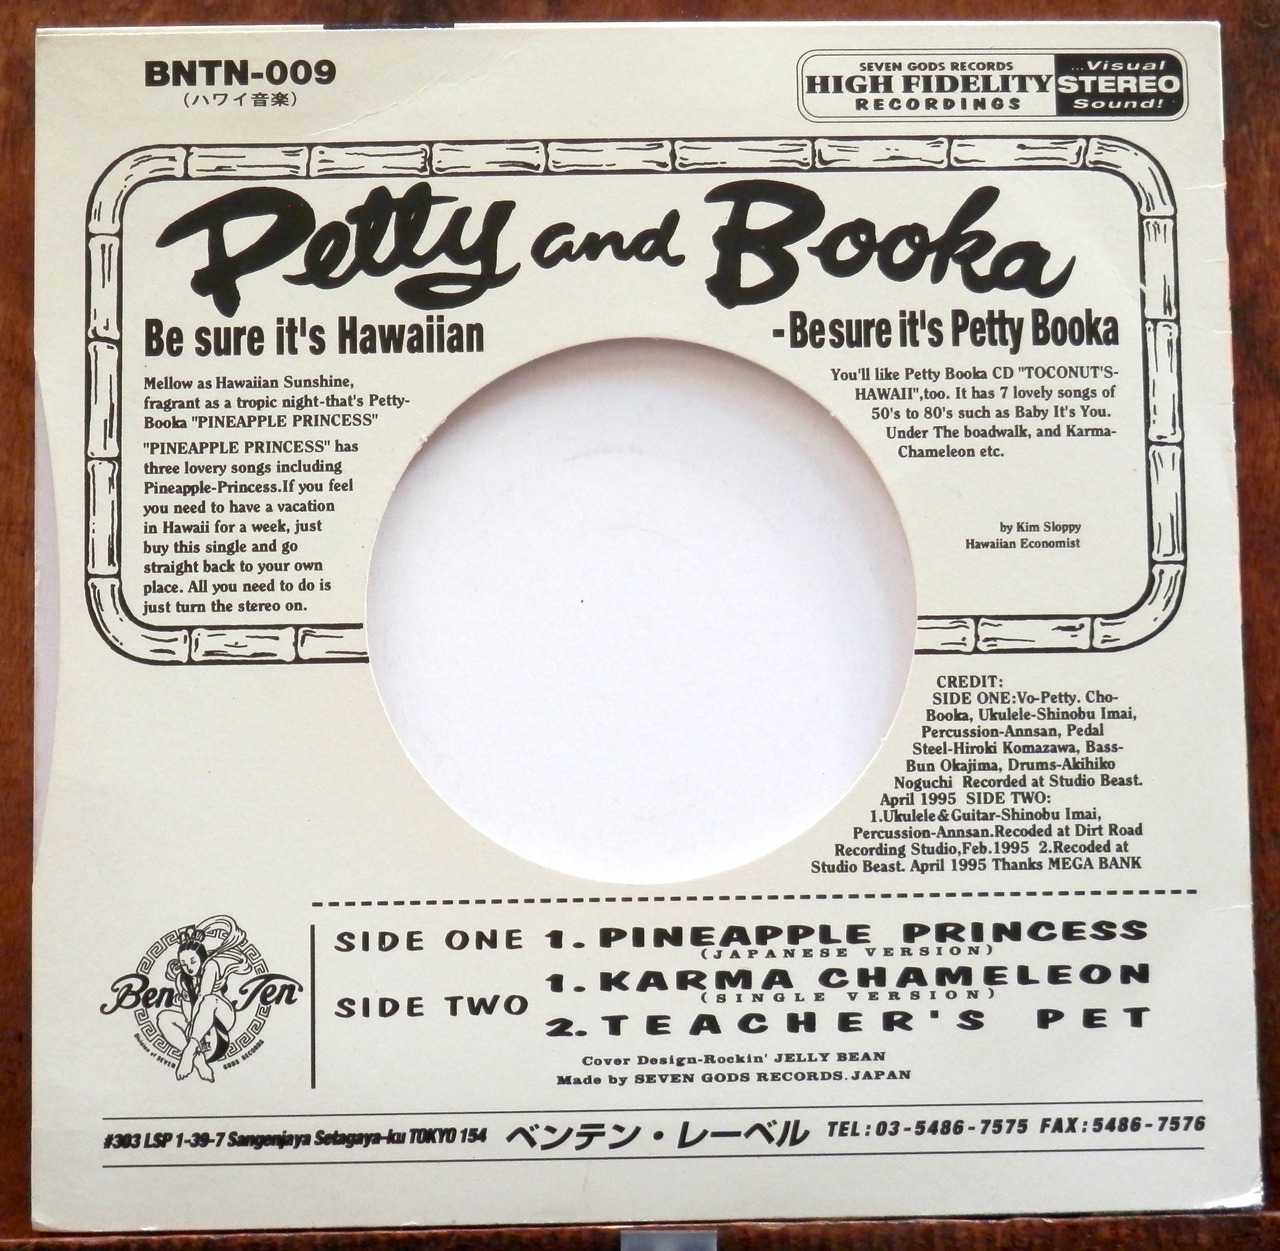 BNTN-009
(ハワイ音楽)
SEVEN GODS RECORDS
HIGH FIDELITY
RECORDINGS
...Visual
STEREO
Sound!
Petty and Booka
Be sure it's Hawaiian
-Be sure it's Petty Booka
Mellow as Hawaiian Sunshine,
fragrant as a tropic night-that's Petty-
Booka "PINEAPPLE PRINCESS"
"PINEAPPLE PRINCESS" has
three lovery songs including
Pineapple-Princess.If you feel
you need to have a vacation
in Hawaii for a week, just
buy this single and go
straight back to your own
place. All you need to do is
just turn the stereo on.
You'll like Petty Booka CD "TOCONUT'S-
HAWAII",too. It has 7 lovely songs of
50's to 80's such as Baby It's You.
Under The boadwalk, and Karma-
Chameleon etc.
by Kim Sloppy
Hawaiian Economist
CREDIT:
SIDE ONE:Vo-Petty. Cho-
Booka, Ukulele-Shinobu Imai,
Percussion-Annsan, Pedal
Steel-Hiroki Komazawa, Bass-
Bun Okajima, Drums-Akihiko
Noguchi Recorded at Studio Beast.
April 1995 SIDE TWO:
1.Ukulele&Guitar-Shinobu Imai,
Percussion-Annsan.Recoded at Dirt Road
Recording Studio,Feb.1995 2.Recoded at
Studio Beast. April 1995 Thanks MEGA BANK
Ben Ten
Division of SEVEN GODS RECORDS
SIDE ONE 1. PINEAPPLE PRINCESS
(JAPANESE VERSION)
SIDE TWO
1. KARMA CHAMELEON
(SINGLE VERSION)
2. TEACHER'S PET
Cover Design-Rockin' JELLY BEAN
Made by SEVEN GODS RECORDS.JAPAN
#303 LSP 1-39-7 Sangenjaya Setagaya-ku TOKYO 154 ベンテン・レーベル TEL:03-5486-7575 FAX:5486-7576